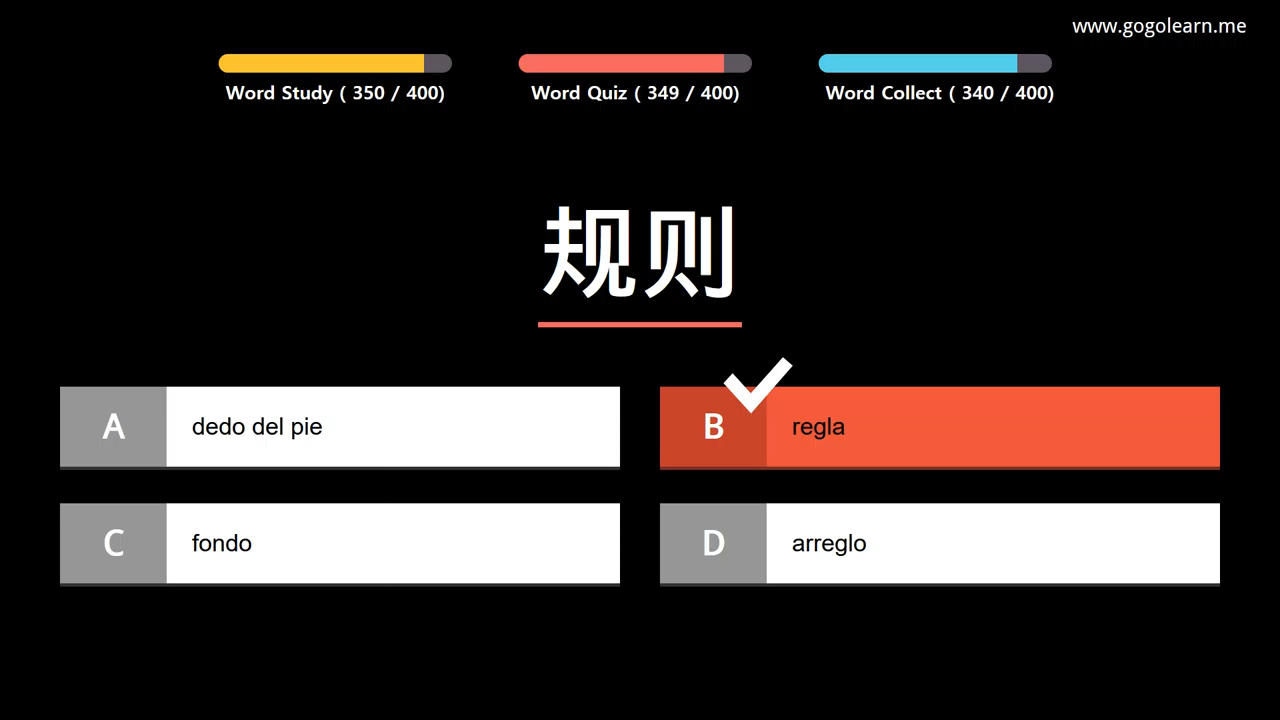 www.gogolearn.me
Word Study ( 350 / 400)
Word Quiz ( 349 / 400)
Word Collect ( 340 / 400)
规则
A dedo del pie
B regla
C fondo
D arreglo